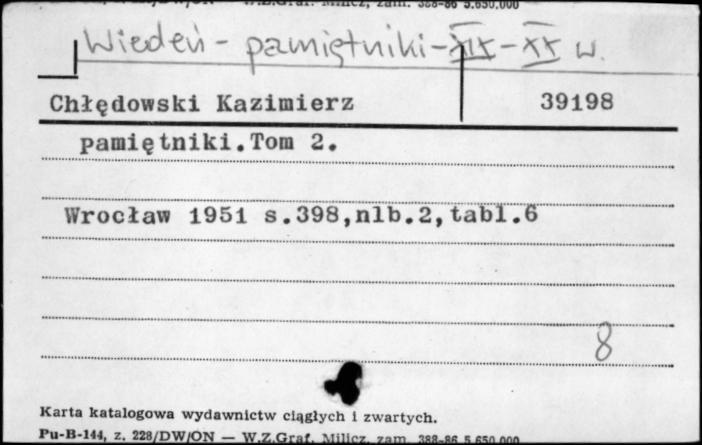 Wiedeń - pamiętniki - XIX - XX w.
Chłędowski Kazimierz 39198
pamiętniki.Tom 2.
Wrocław 1951 s.398,nlb.2,tabl.6
8
Karta katalogowa wydawnictw ciągłych i zwartych.
Pu-B-144, z. 228/DW/ON — W.Z.Graf. Milicz, zam. 388-86 5.650.000